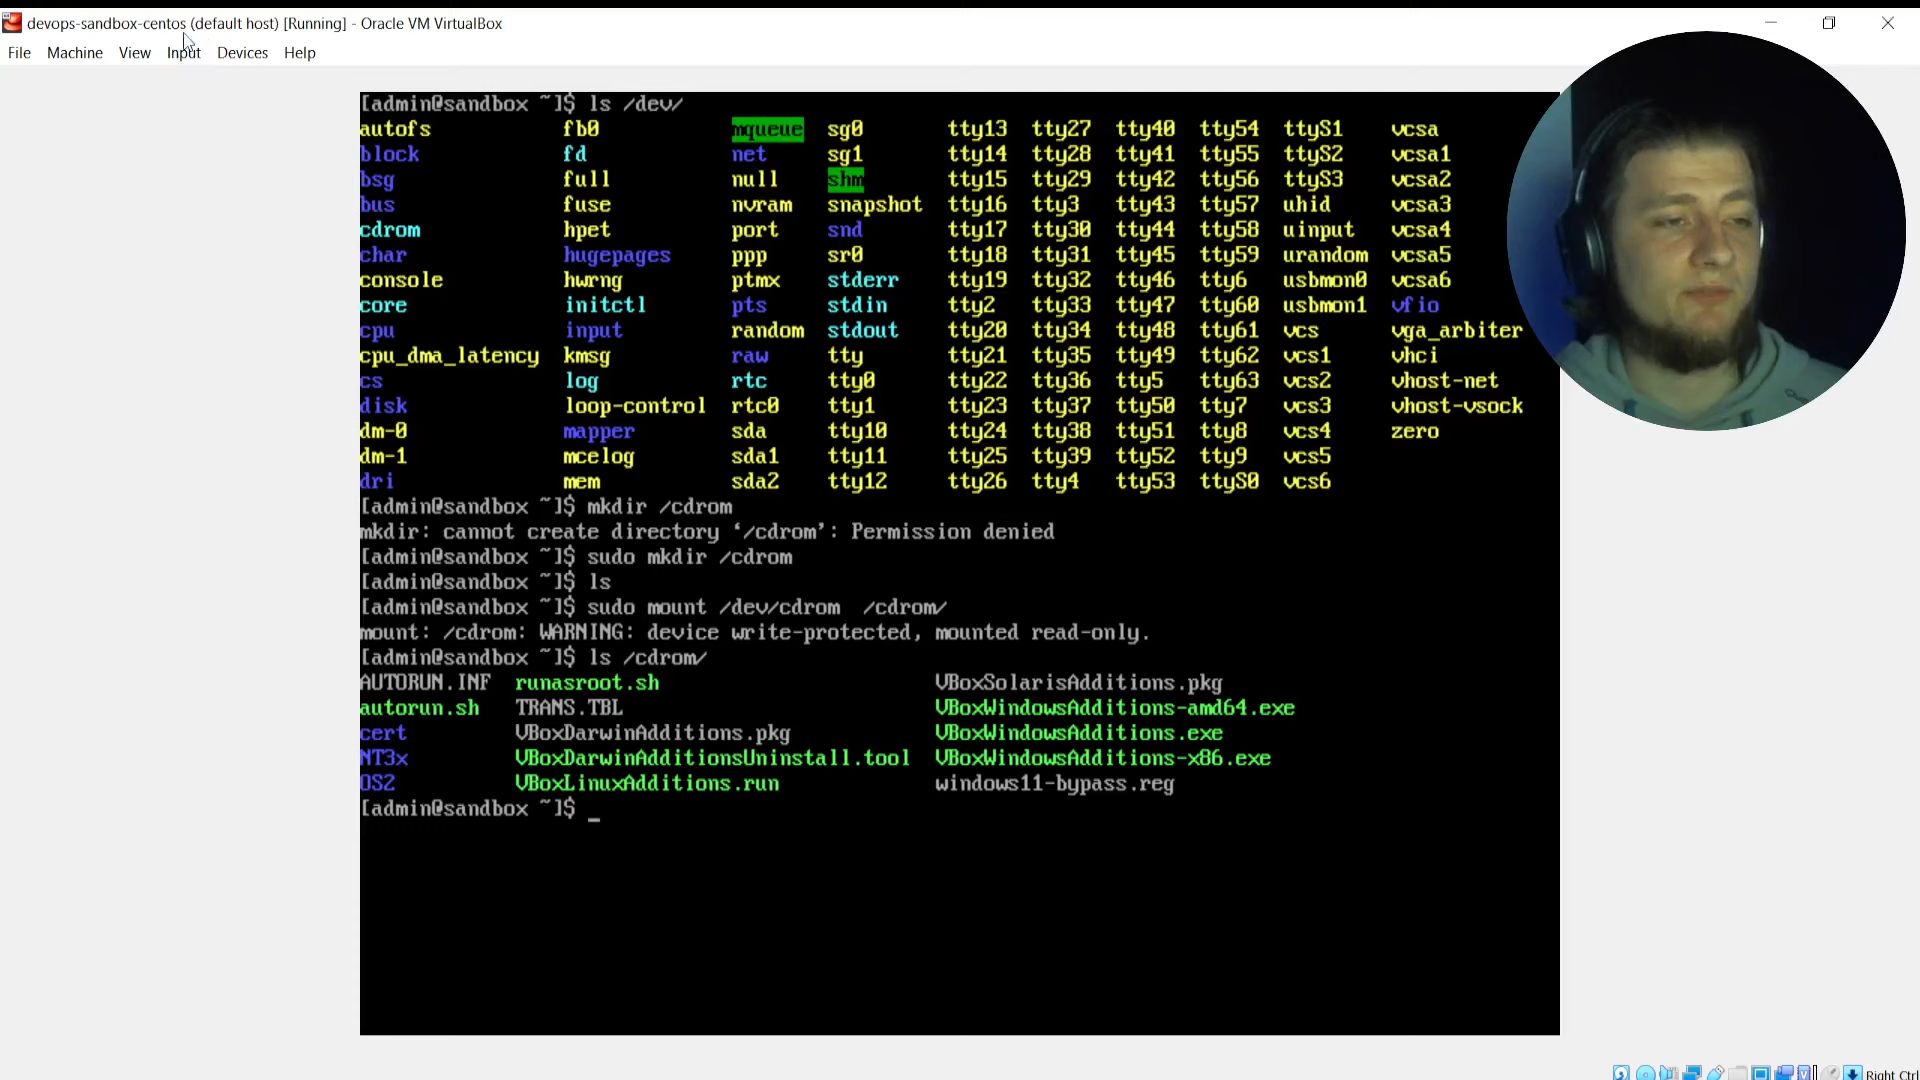 devops-sandbox-centos (default host) [Running] - Oracle VM VirtualBox
File Machine View Input Devices Help
[admin@sandbox ~]$ ls /dev/
autofs fb0 mqueue sg0 tty13 tty27 tty40 tty54 ttyS1 vcsa
block fd net sg1 tty14 tty28 tty41 tty55 ttyS2 vcsa1
bsg full null shm tty15 tty29 tty42 tty56 ttyS3 vcsa2
bus fuse nvram snapshot tty16 tty3 tty43 tty57 uhid vcsa3
cdrom hpet port snd tty17 tty30 tty44 tty58 uinput vcsa4
char hugepages ppp sr0 tty18 tty31 tty45 tty59 urandom vcsa5
console hwrng ptmx stderr tty19 tty32 tty46 tty6 usbmon0 vcsa6
core initctl pts stdin tty2 tty33 tty47 tty60 usbmon1 vfio
cpu input random stdout tty20 tty34 tty48 tty61 vcs vga_arbiter
cpu_dma_latency kmsg raw tty tty21 tty35 tty49 tty62 vcs1 vhci
cs log rtc tty0 tty22 tty36 tty5 tty63 vcs2 vhost-net
disk loop-control rtc0 tty1 tty23 tty37 tty50 tty7 vcs3 vhost-vsock
dm-0 mapper sda tty10 tty24 tty38 tty51 tty8 vcs4 zero
dm-1 mcelog sda1 tty11 tty25 tty39 tty52 tty9 vcs5
dri mem sda2 tty12 tty26 tty4 tty53 ttyS0 vcs6
[admin@sandbox ~]$ mkdir /cdrom
mkdir: cannot create directory ‘/cdrom’: Permission denied
[admin@sandbox ~]$ sudo mkdir /cdrom
[admin@sandbox ~]$ ls
[admin@sandbox ~]$ sudo mount /dev/cdrom  /cdrom/
mount: /cdrom: WARNING: device write-protected, mounted read-only.
[admin@sandbox ~]$ ls /cdrom/
AUTORUN.INF runasroot.sh VBoxSolarisAdditions.pkg
autorun.sh TRANS.TBL VBoxWindowsAdditions-amd64.exe
cert VBoxDarwinAdditions.pkg VBoxWindowsAdditions.exe
NT3x VBoxDarwinAdditionsUninstall.tool VBoxWindowsAdditions-x86.exe
OS2 VBoxLinuxAdditions.run windows11-bypass.reg
[admin@sandbox ~]$ _
Right Ctrl